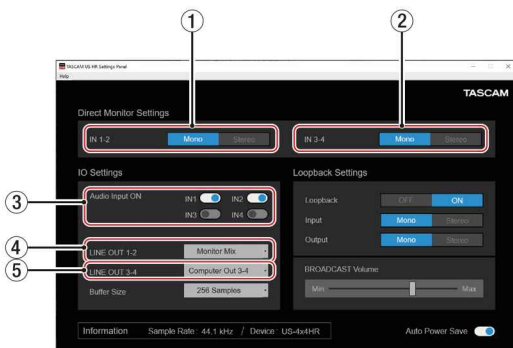 ① ②
TASCAM US-HR Settings Panel
Help
TASCAM
Direct Monitor Settings
IN 1-2 Mono Stereo
IN 3-4 Mono Stereo
IO Settings
③ Audio Input ON IN1 IN2
IN3 IN4
④ LINE OUT 1-2 Monitor Mix
⑤ LINE OUT 3-4 Computer Out 3-4
Buffer Size 256 Samples
Loopback Settings
Loopback OFF ON
Input Mono Stereo
Output Mono Stereo
BROADCAST Volume
Min Max
Information Sample Rate : 44.1 kHz / Device : US-4x4HR
Auto Power Save